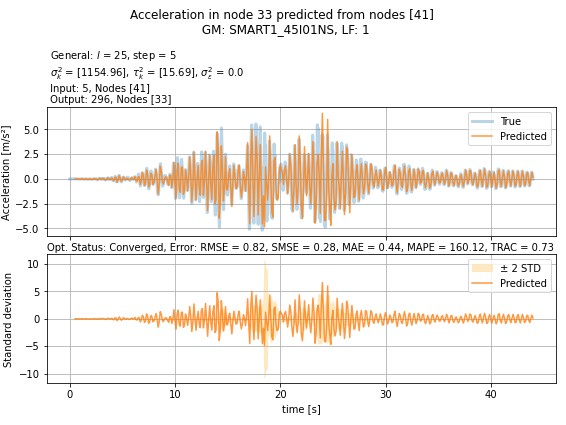 Acceleration in node 33 predicted from nodes [41]
GM: SMART1_45I01NS, LF: 1
General: l = 25, step = 5
σ²ₖ = [1154.96], τ²ₖ = [15.69], σ²ε = 0.0
Input: 5, Nodes [41]
Output: 296, Nodes [33]
Acceleration [m/s²]
5.0
2.5
0.0
−2.5
−5.0
True
Predicted
Opt. Status: Converged, Error: RMSE = 0.82, SMSE = 0.28, MAE = 0.44, MAPE = 160.12, TRAC = 0.73
Standard deviation
10
5
0
−5
−10
± 2 STD
Predicted
0 10 20 30 40
time [s]